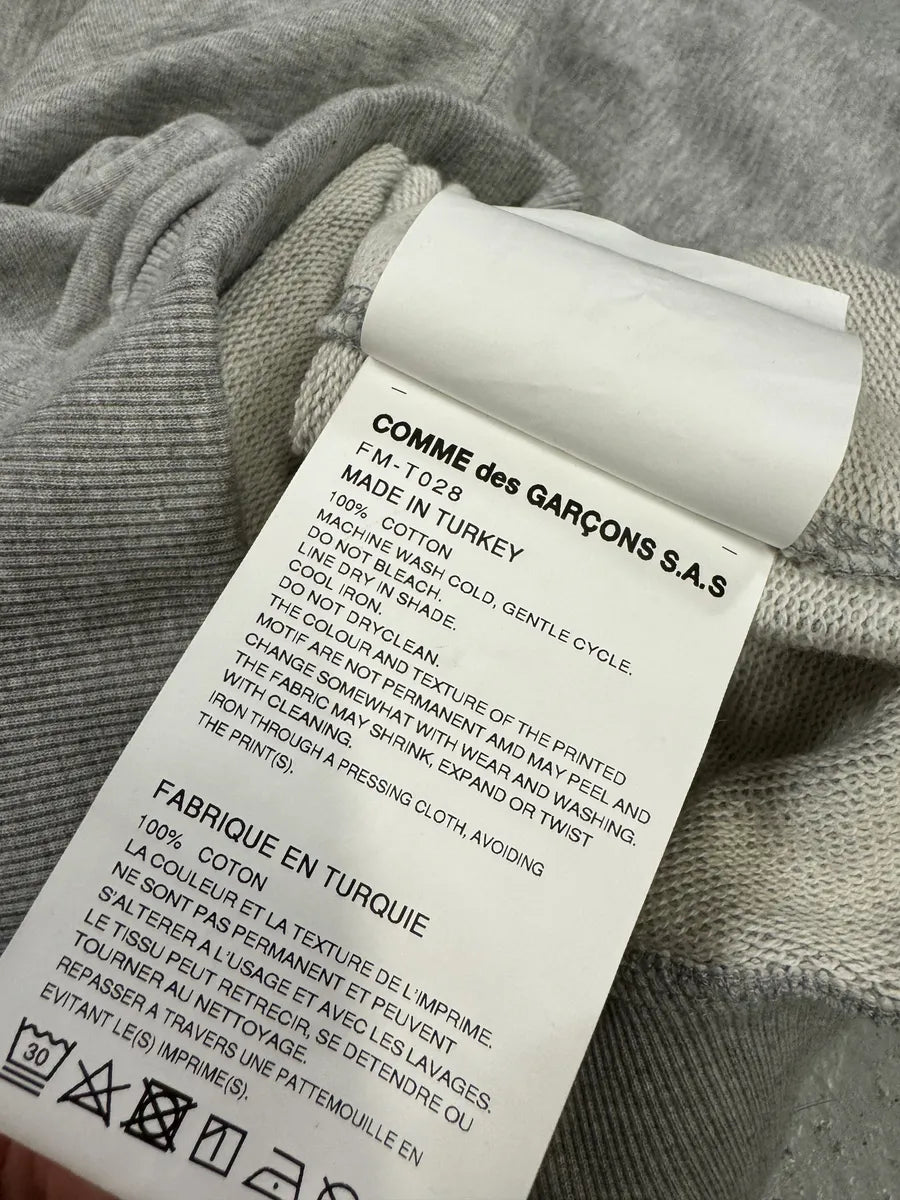 COMME des GARÇONS S.A.S
FM-T028
MADE IN TURKEY
100% COTTON
MACHINE WASH COLD, GENTLE CYCLE.
DO NOT BLEACH.
LINE DRY IN SHADE.
COOL IRON.
DO NOT DRYCLEAN.
THE COLOUR AND TEXTURE OF THE PRINTED
MOTIF ARE NOT PERMANENT AMD MAY PEEL AND
CHANGE SOMEWHAT WITH WEAR AND WASHING.
THE FABRIC MAY SHRINK, EXPAND OR TWIST
WITH CLEANING.
IRON THROUGH A PRESSING CLOTH, AVOIDING
THE PRINT(S).
FABRIQUE EN TURQUIE
100% COTON
LA COULEUR ET LA TEXTURE DE L'IMPRIME.
NE SONT PAS PERMANENT ET PEUVENT
S'ALTERER A L'USAGE ET AVEC LES LAVAGES.
LE TISSU PEUT RETRECIR, SE DETENDRE OU
TOURNER AU NETTOYAGE.
REPASSER A TRAVERS UNE PATTEMOUILLE EN
EVITANT LE(S) IMPRIME(S).
30